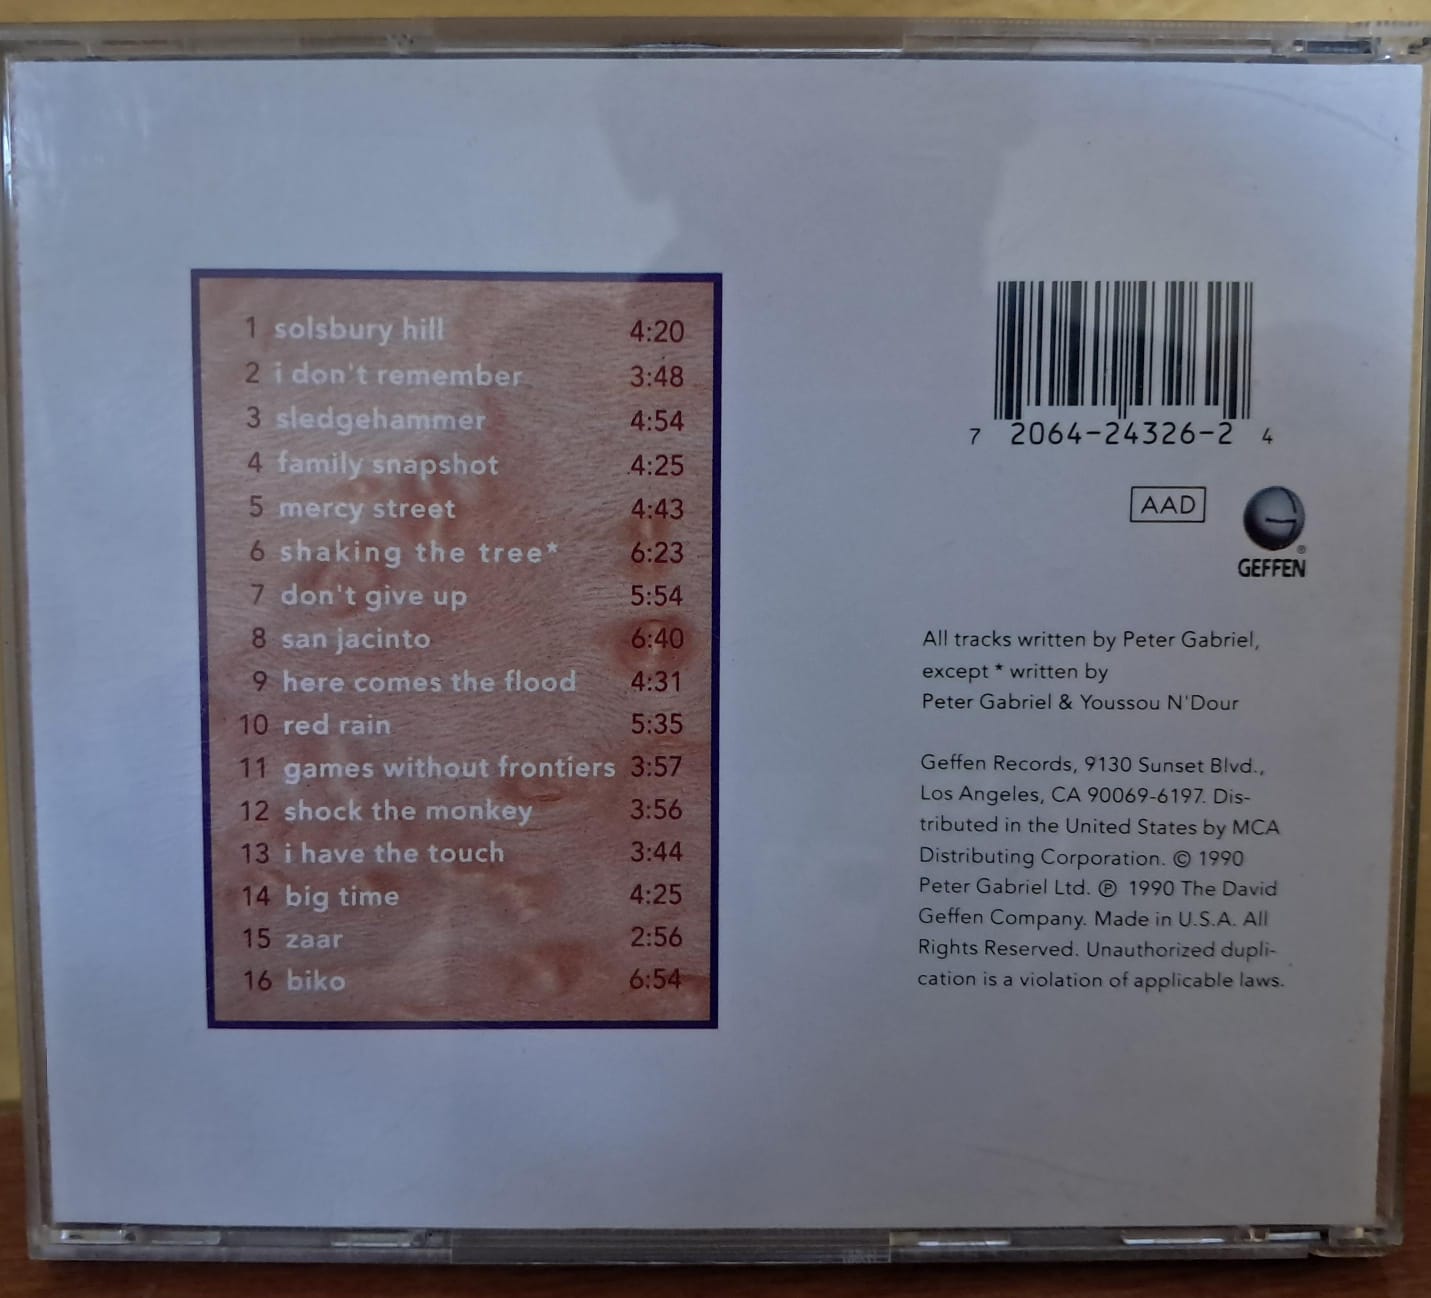 1 solsbury hill 4:20
2 i don't remember 3:48
3 sledgehammer 4:54
4 family snapshot 4:25
5 mercy street 4:43
6 shaking the tree* 6:23
7 don't give up 5:54
8 san jacinto 6:40
9 here comes the flood 4:31
10 red rain 5:35
11 games without frontiers 3:57
12 shock the monkey 3:56
13 i have the touch 3:44
14 big time 4:25
15 zaar 2:56
16 biko 6:54
7 2064-24326-2 4
AAD
®
GEFFEN
All tracks written by Peter Gabriel,
except * written by
Peter Gabriel & Youssou N'Dour
Geffen Records, 9130 Sunset Blvd.,
Los Angeles, CA 90069-6197. Dis-
tributed in the United States by MCA
Distributing Corporation. © 1990
Peter Gabriel Ltd. ℗ 1990 The David
Geffen Company. Made in U.S.A. All
Rights Reserved. Unauthorized dupli-
cation is a violation of applicable laws.